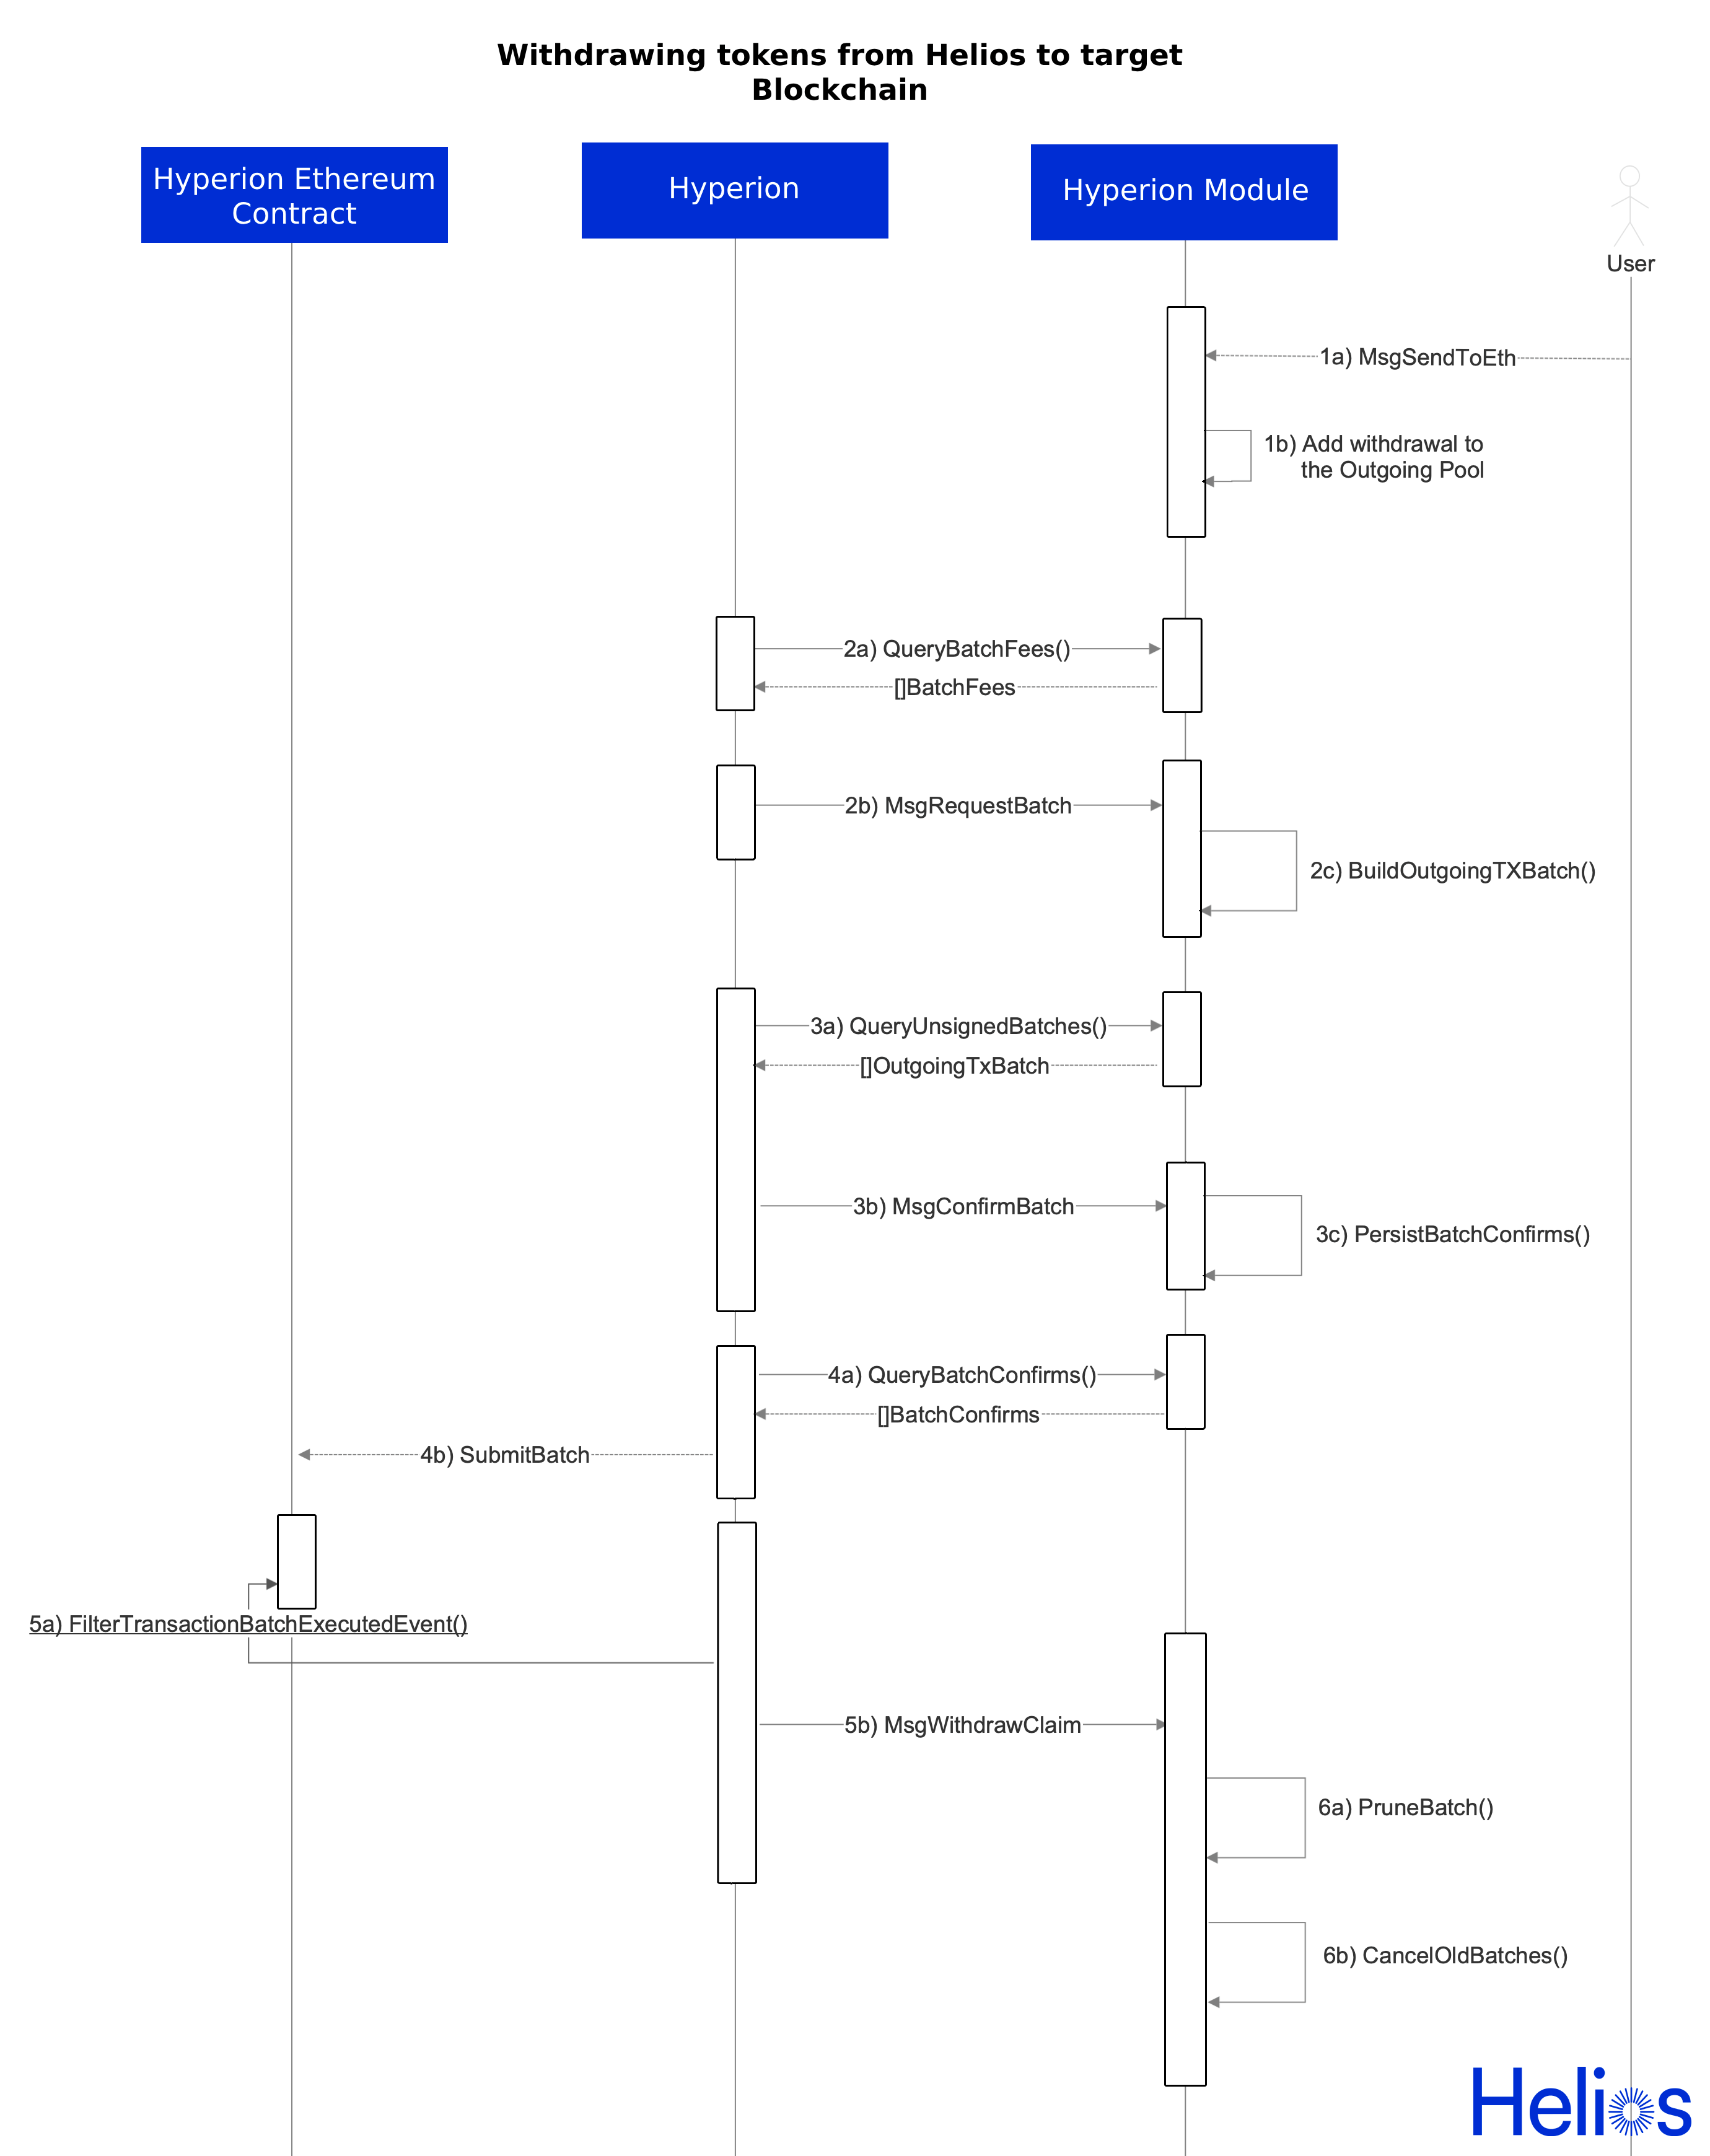 Withdrawing tokens from Helios to target
Blockchain
Hyperion Ethereum
Contract
Hyperion
Hyperion Module
User
1a) MsgSendToEth
1b) Add withdrawal to
the Outgoing Pool
2a) QueryBatchFees()
[]BatchFees
2b) MsgRequestBatch
2c) BuildOutgoingTXBatch()
3a) QueryUnsignedBatches()
[]OutgoingTxBatch
3b) MsgConfirmBatch
3c) PersistBatchConfirms()
4a) QueryBatchConfirms()
[]BatchConfirms
4b) SubmitBatch
5a) FilterTransactionBatchExecutedEvent()
5b) MsgWithdrawClaim
6a) PruneBatch()
6b) CancelOldBatches()
Helios